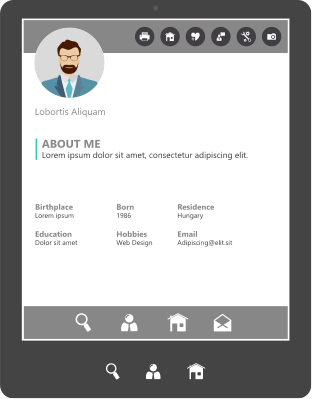 Lobortis Aliquam
ABOUT ME
Lorem ipsum dolor sit amet, consectetur adipiscing elit.
Birthplace Born Residence
Lorem ipsum 1986 Hungary
Education Hobbies Email
Dolor sit amet Web Design Adipiscing@elit.sit